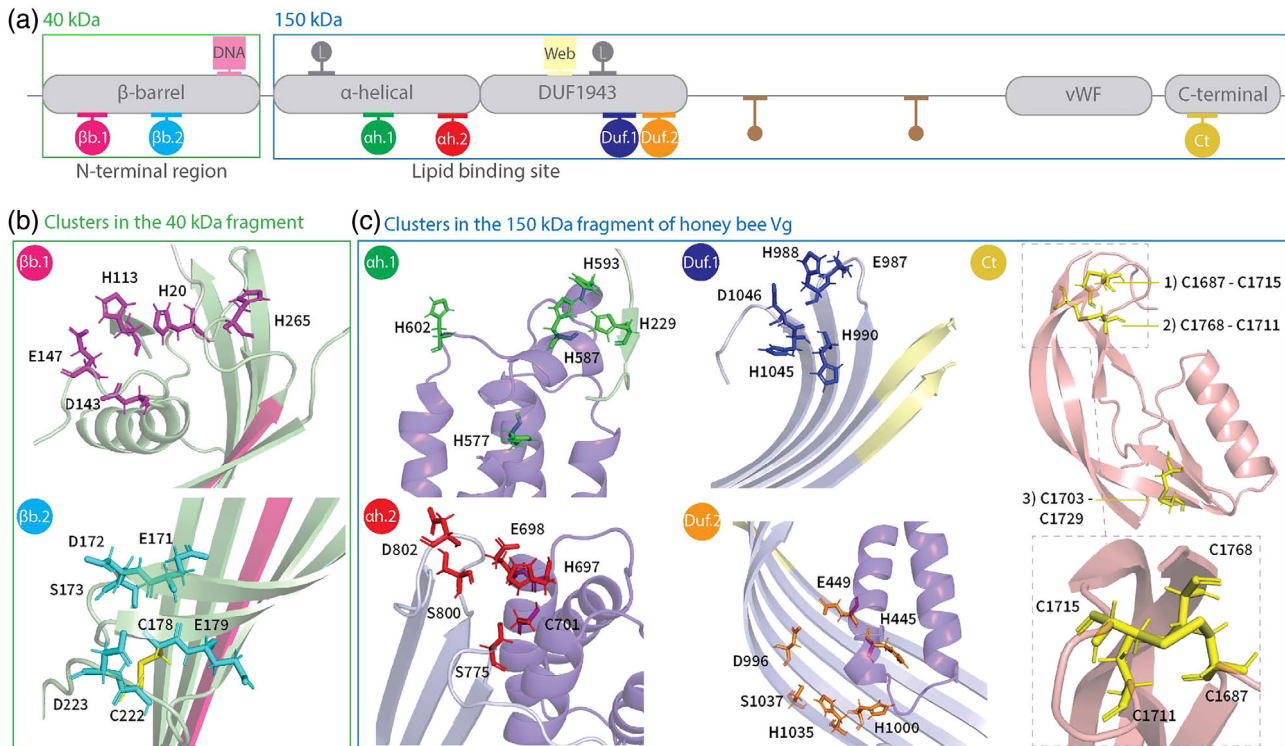 (a)
40 kDa
150 kDa
DNA
L
Web
L
β-barrel
α-helical
DUF1943
vWF
C-terminal
βb.1
βb.2
αh.1
αh.2
Duf.1
Duf.2
Ct
N-terminal region
Lipid binding site
(b) Clusters in the 40 kDa fragment
βb.1
H113
H20
H265
E147
D143
βb.2
D172
E171
S173
C178
E179
D223
C222
(c) Clusters in the 150 kDa fragment of honey bee Vg
αh.1
H593
H602
H229
H587
H577
αh.2
E698
D802
H697
S800
C701
S775
Duf.1
H988
E987
D1046
H990
H1045
Duf.2
E449
H445
D996
S1037
H1035
H1000
Ct
1) C1687 - C1715
2) C1768 - C1711
3) C1703 -
C1729
C1768
C1715
C1687
C1711